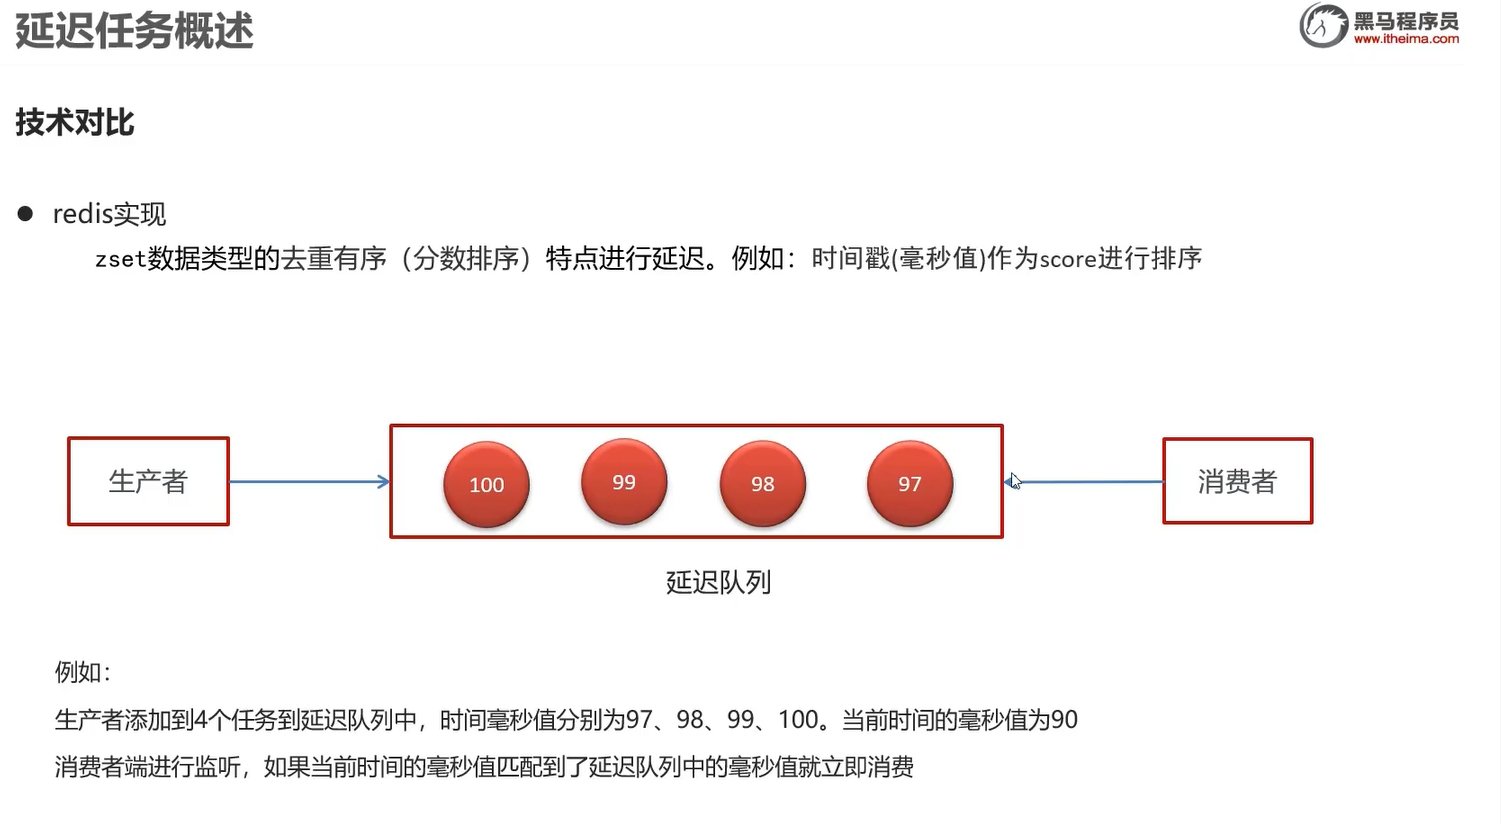 延迟任务概述
黑马程序员
www.itheima.com
技术对比
redis实现
zset数据类型的去重有序（分数排序）特点进行延迟。例如：时间戳(毫秒值)作为score进行排序
生产者
100
99
98
97
消费者
延迟队列
例如：
生产者添加到4个任务到延迟队列中，时间毫秒值分别为97、98、99、100。当前时间的毫秒值为90
消费者端进行监听，如果当前时间的毫秒值匹配到了延迟队列中的毫秒值就立即消费